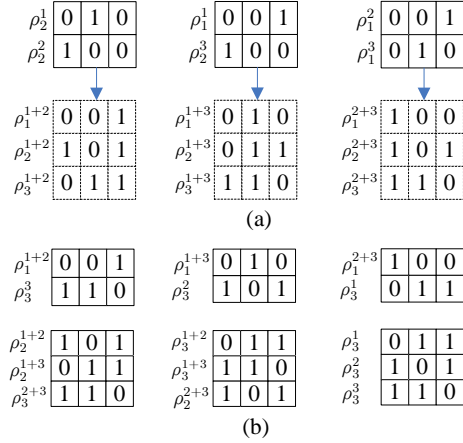 ρ_2^1 0 1 0
ρ_2^2 1 0 0
ρ_1^{1+2} 0 0 1
ρ_2^{1+2} 1 0 1
ρ_3^{1+2} 0 1 1
ρ_1^1 0 0 1
ρ_2^3 1 0 0
ρ_1^{1+3} 0 1 0
ρ_2^{1+3} 0 1 1
ρ_3^{1+3} 1 1 0
ρ_1^2 0 0 1
ρ_1^3 0 1 0
ρ_1^{2+3} 1 0 0
ρ_2^{2+3} 1 0 1
ρ_3^{2+3} 1 1 0
(a)
ρ_1^{1+2} 0 0 1
ρ_3^3 1 1 0
ρ_1^{1+3} 0 1 0
ρ_3^2 1 0 1
ρ_1^{2+3} 1 0 0
ρ_3^1 0 1 1
ρ_2^{1+2} 1 0 1
ρ_2^{1+3} 0 1 1
ρ_3^{2+3} 1 1 0
ρ_3^{1+2} 0 1 1
ρ_3^{1+3} 1 1 0
ρ_2^{2+3} 1 0 1
ρ_3^1 0 1 1
ρ_3^2 1 0 1
ρ_3^3 1 1 0
(b)